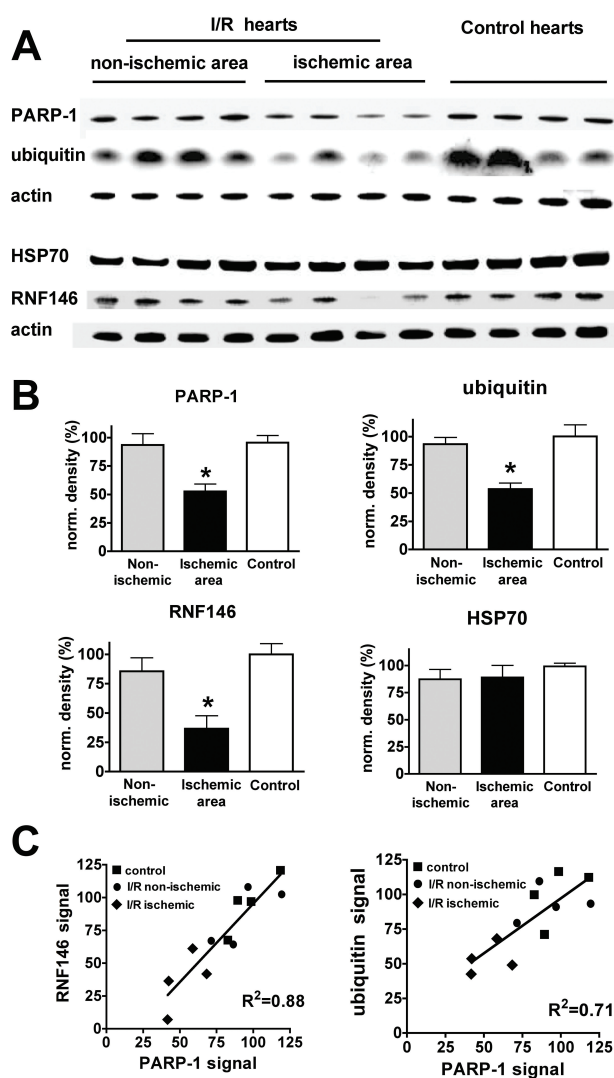 A
I/R hearts
Control hearts
non-ischemic area
ischemic area
PARP-1
ubiquitin
actin
HSP70
RNF146
actin
B
PARP-1
norm. density (%)
100
75
50
25
0
Non-
ischemic
Ischemic
area
Control
*
ubiquitin
norm. density (%)
100
75
50
25
0
Non-
ischemic
Ischemic
area
Control
*
RNF146
norm. density (%)
100
75
50
25
0
Non-
ischemic
Ischemic
area
Control
*
HSP70
norm. density (%)
100
75
50
25
0
Non-
ischemic
Ischemic
area
Control
C
RNF146 signal
125
100
75
50
25
0
control
I/R non-ischemic
I/R ischemic
R²=0.88
0 25 50 75 100 125
PARP-1 signal
ubiquitin signal
125
100
75
50
25
0
control
I/R non-ischemic
I/R ischemic
R²=0.71
0 25 50 75 100 125
PARP-1 signal